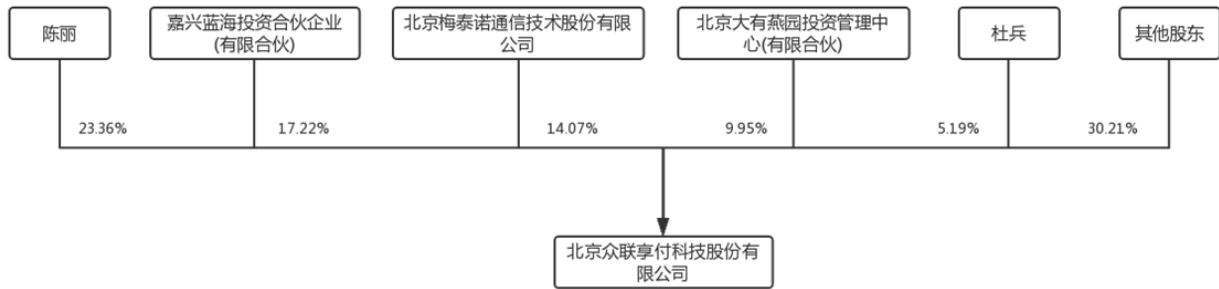 陈丽
嘉兴蓝海投资合伙企业
(有限合伙)
北京梅泰诺通信技术股份有限
公司
北京大有燕园投资管理中
心(有限合伙)
杜兵
其他股东
23.36%
17.22%
14.07%
9.95%
5.19%
30.21%
北京众联享付科技股份有
限公司